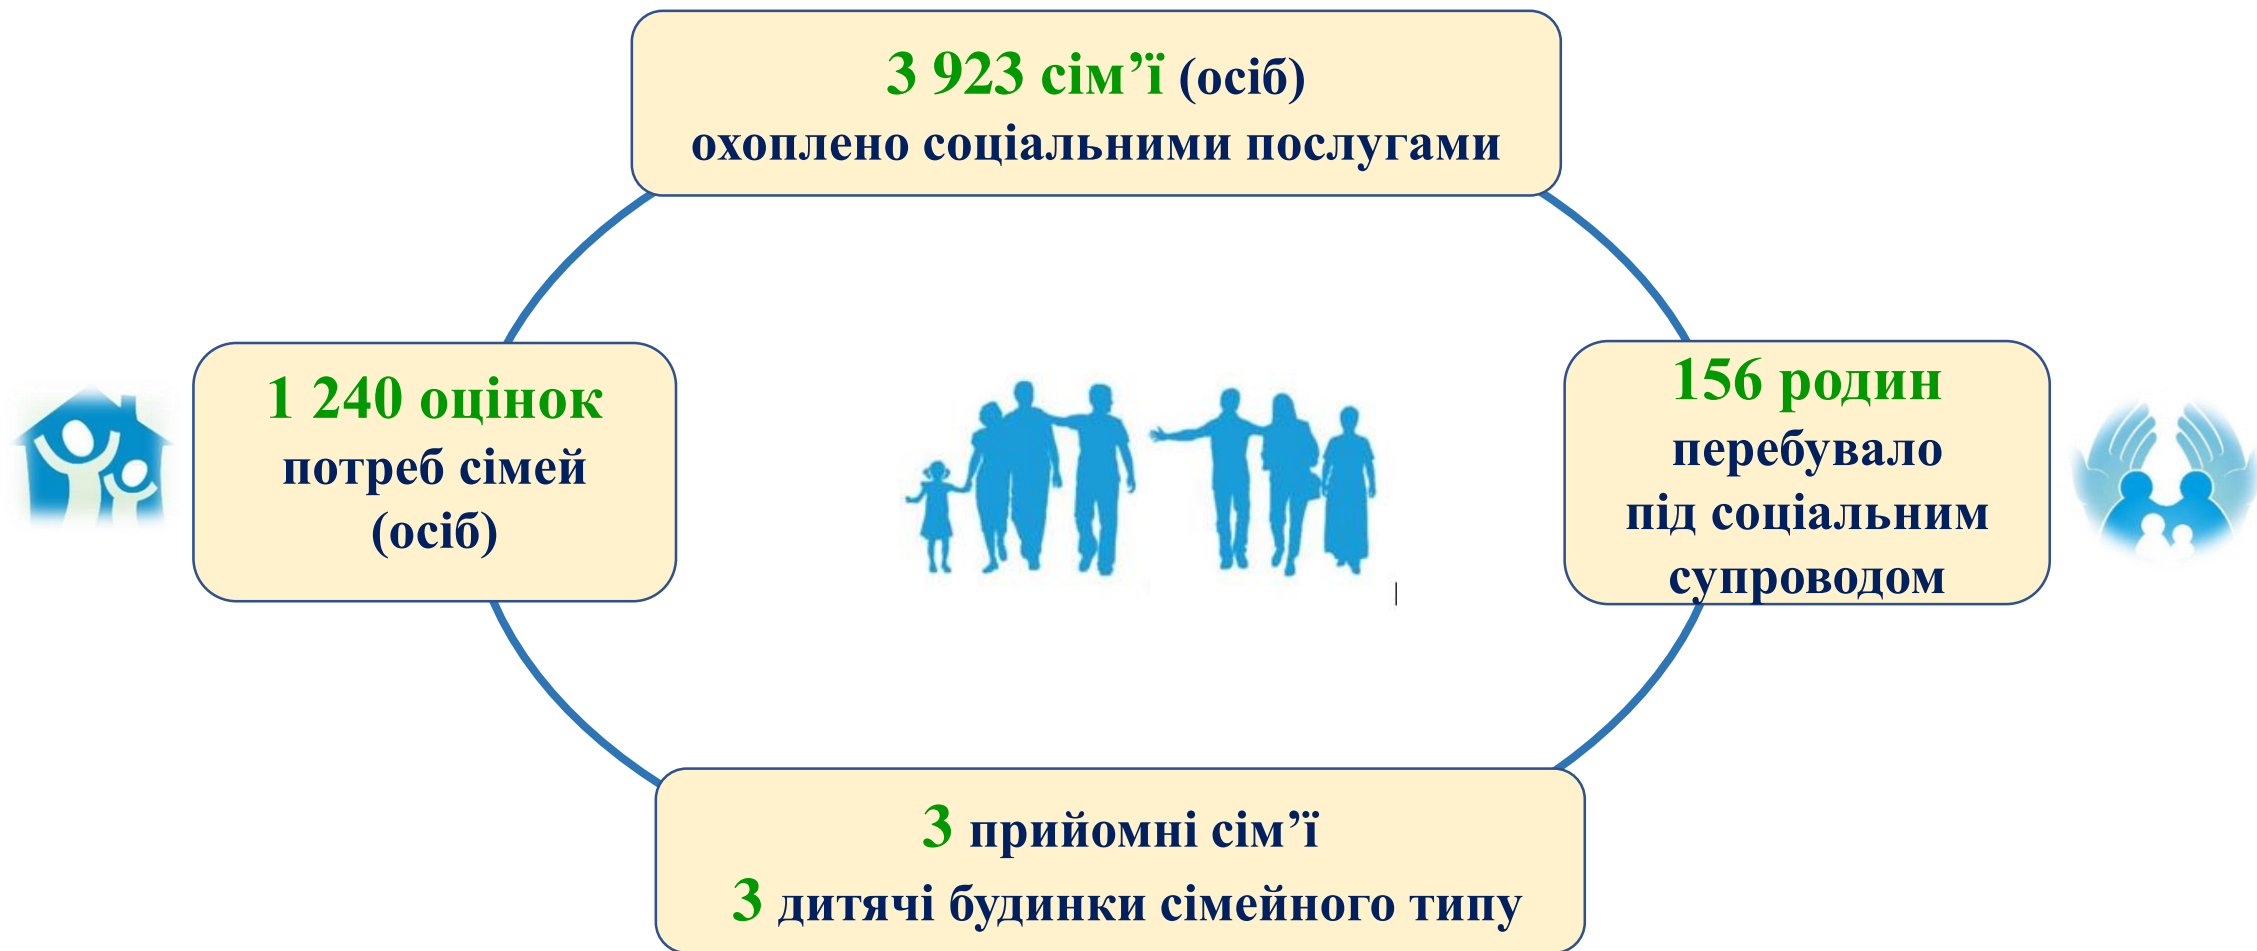 3 923 сім’ї (осіб)
охоплено соціальними послугами
1 240 оцінок
потреб сімей
(осіб)
156 родин
перебувало
під соціальним
супроводом
3 прийомні сім’ї
3 дитячі будинки сімейного типу